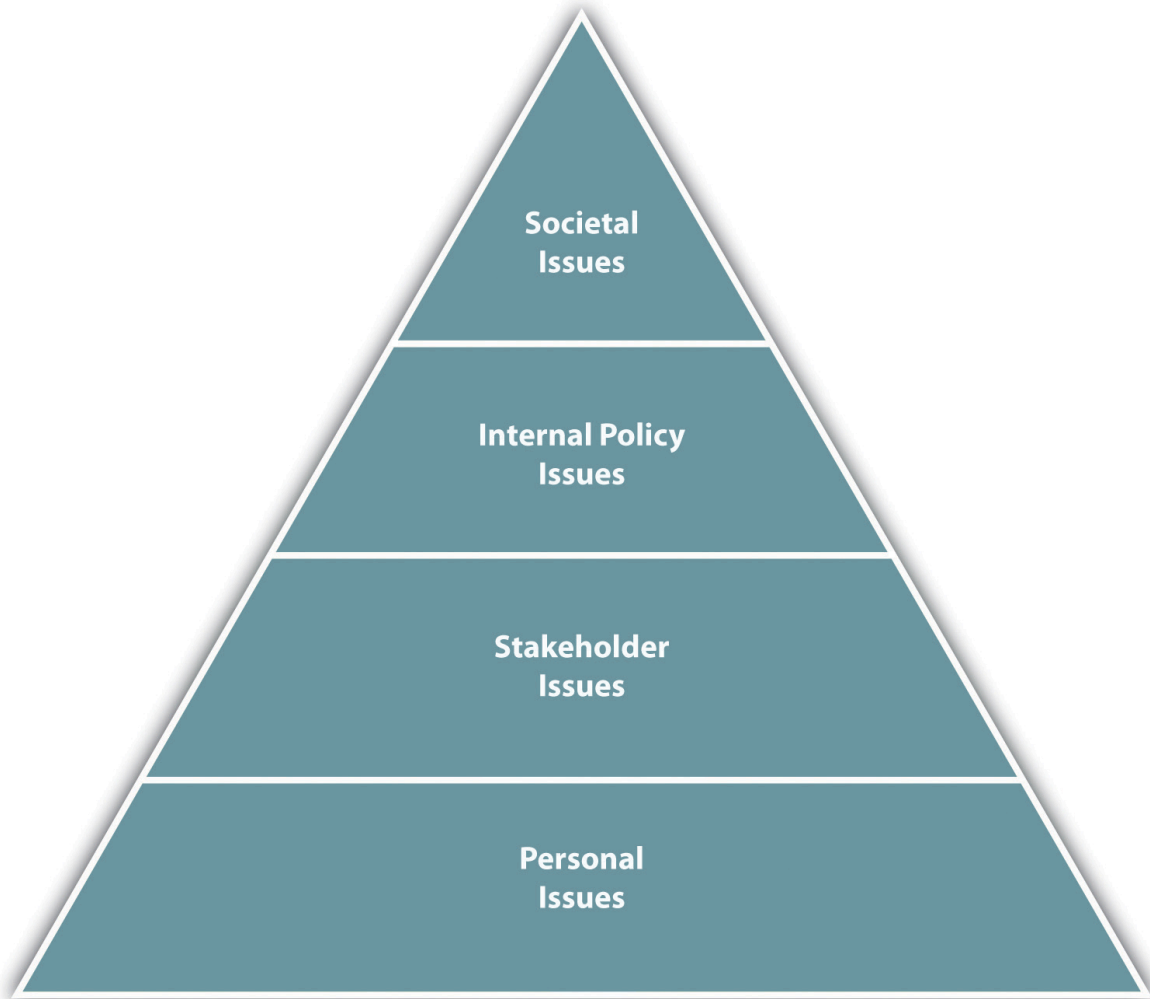 Societal
Issues
Internal Policy
Issues
Stakeholder
Issues
Personal
Issues